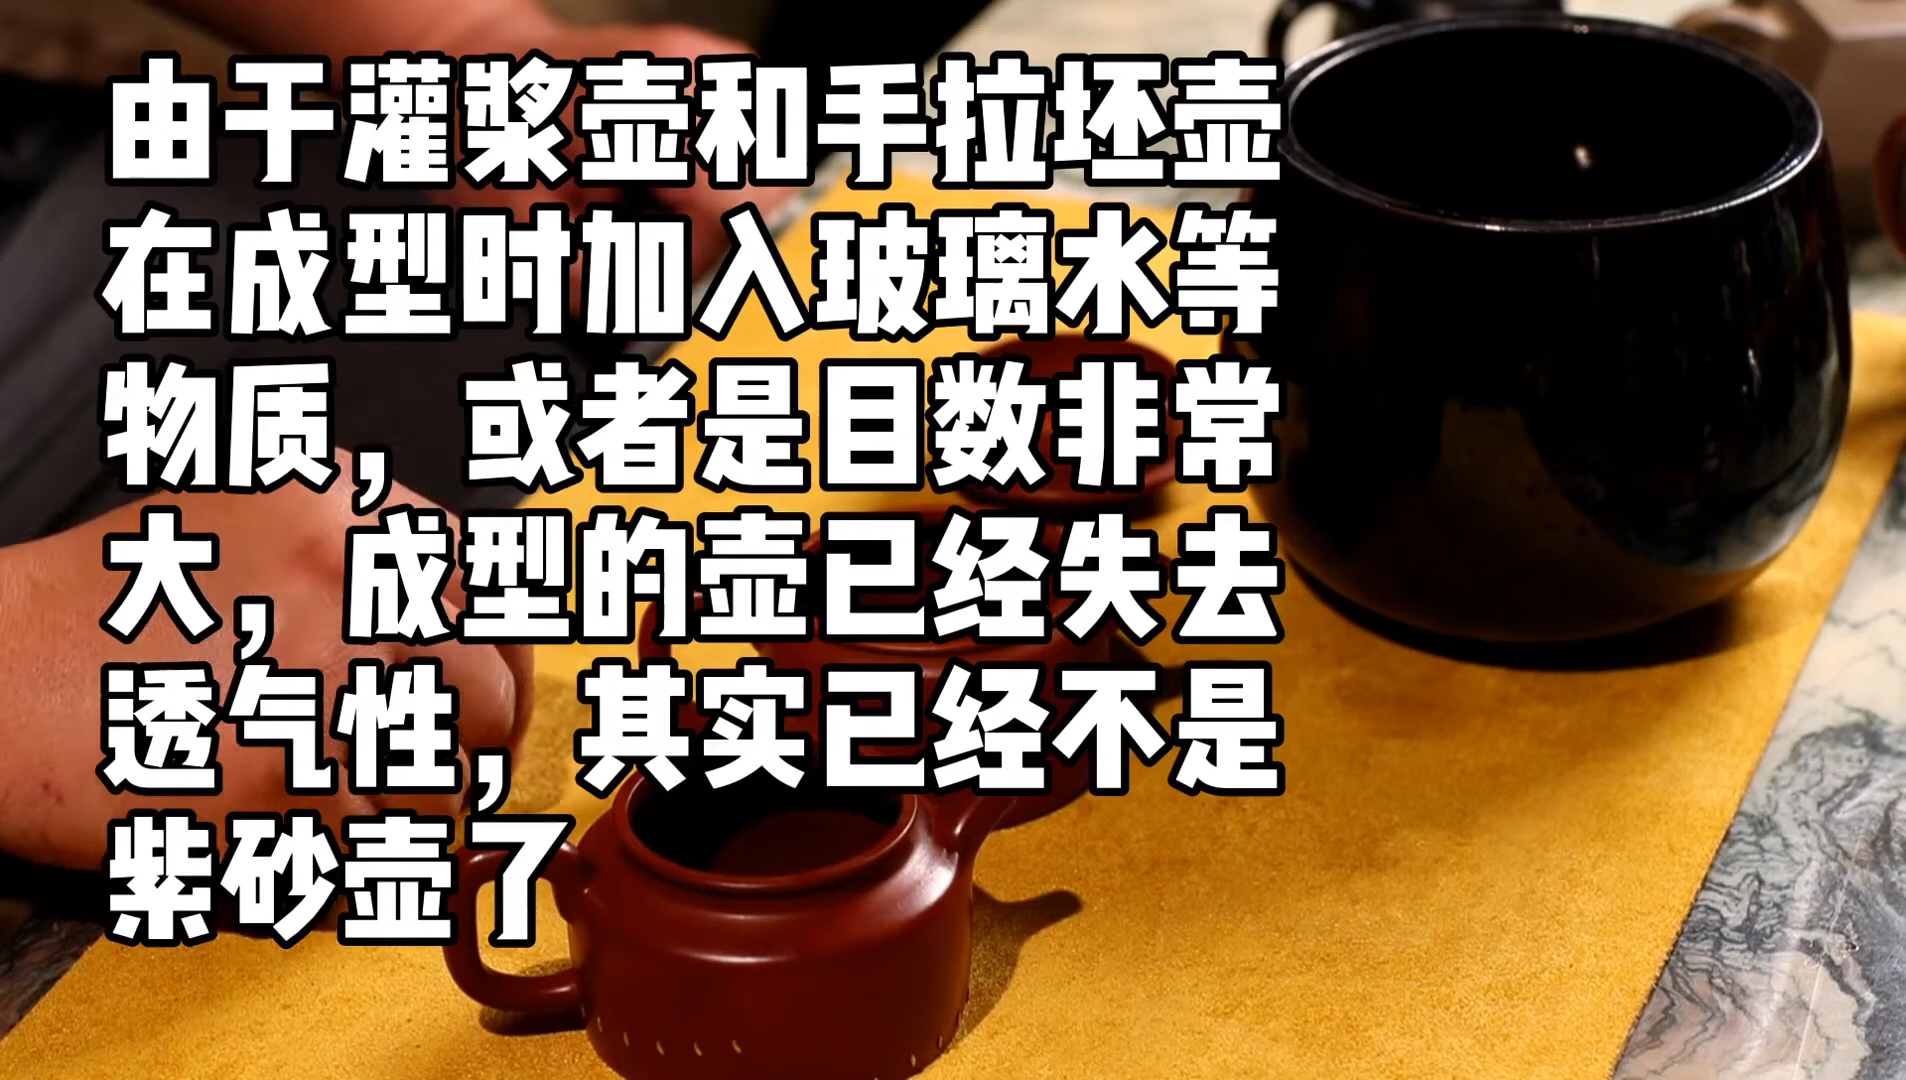 由于灌浆壶和手拉坯壶
在成型时加入玻璃水等
物质，或者是目数非常
大，成型的壶已经失去
透气性，其实已经不是
紫砂壶了